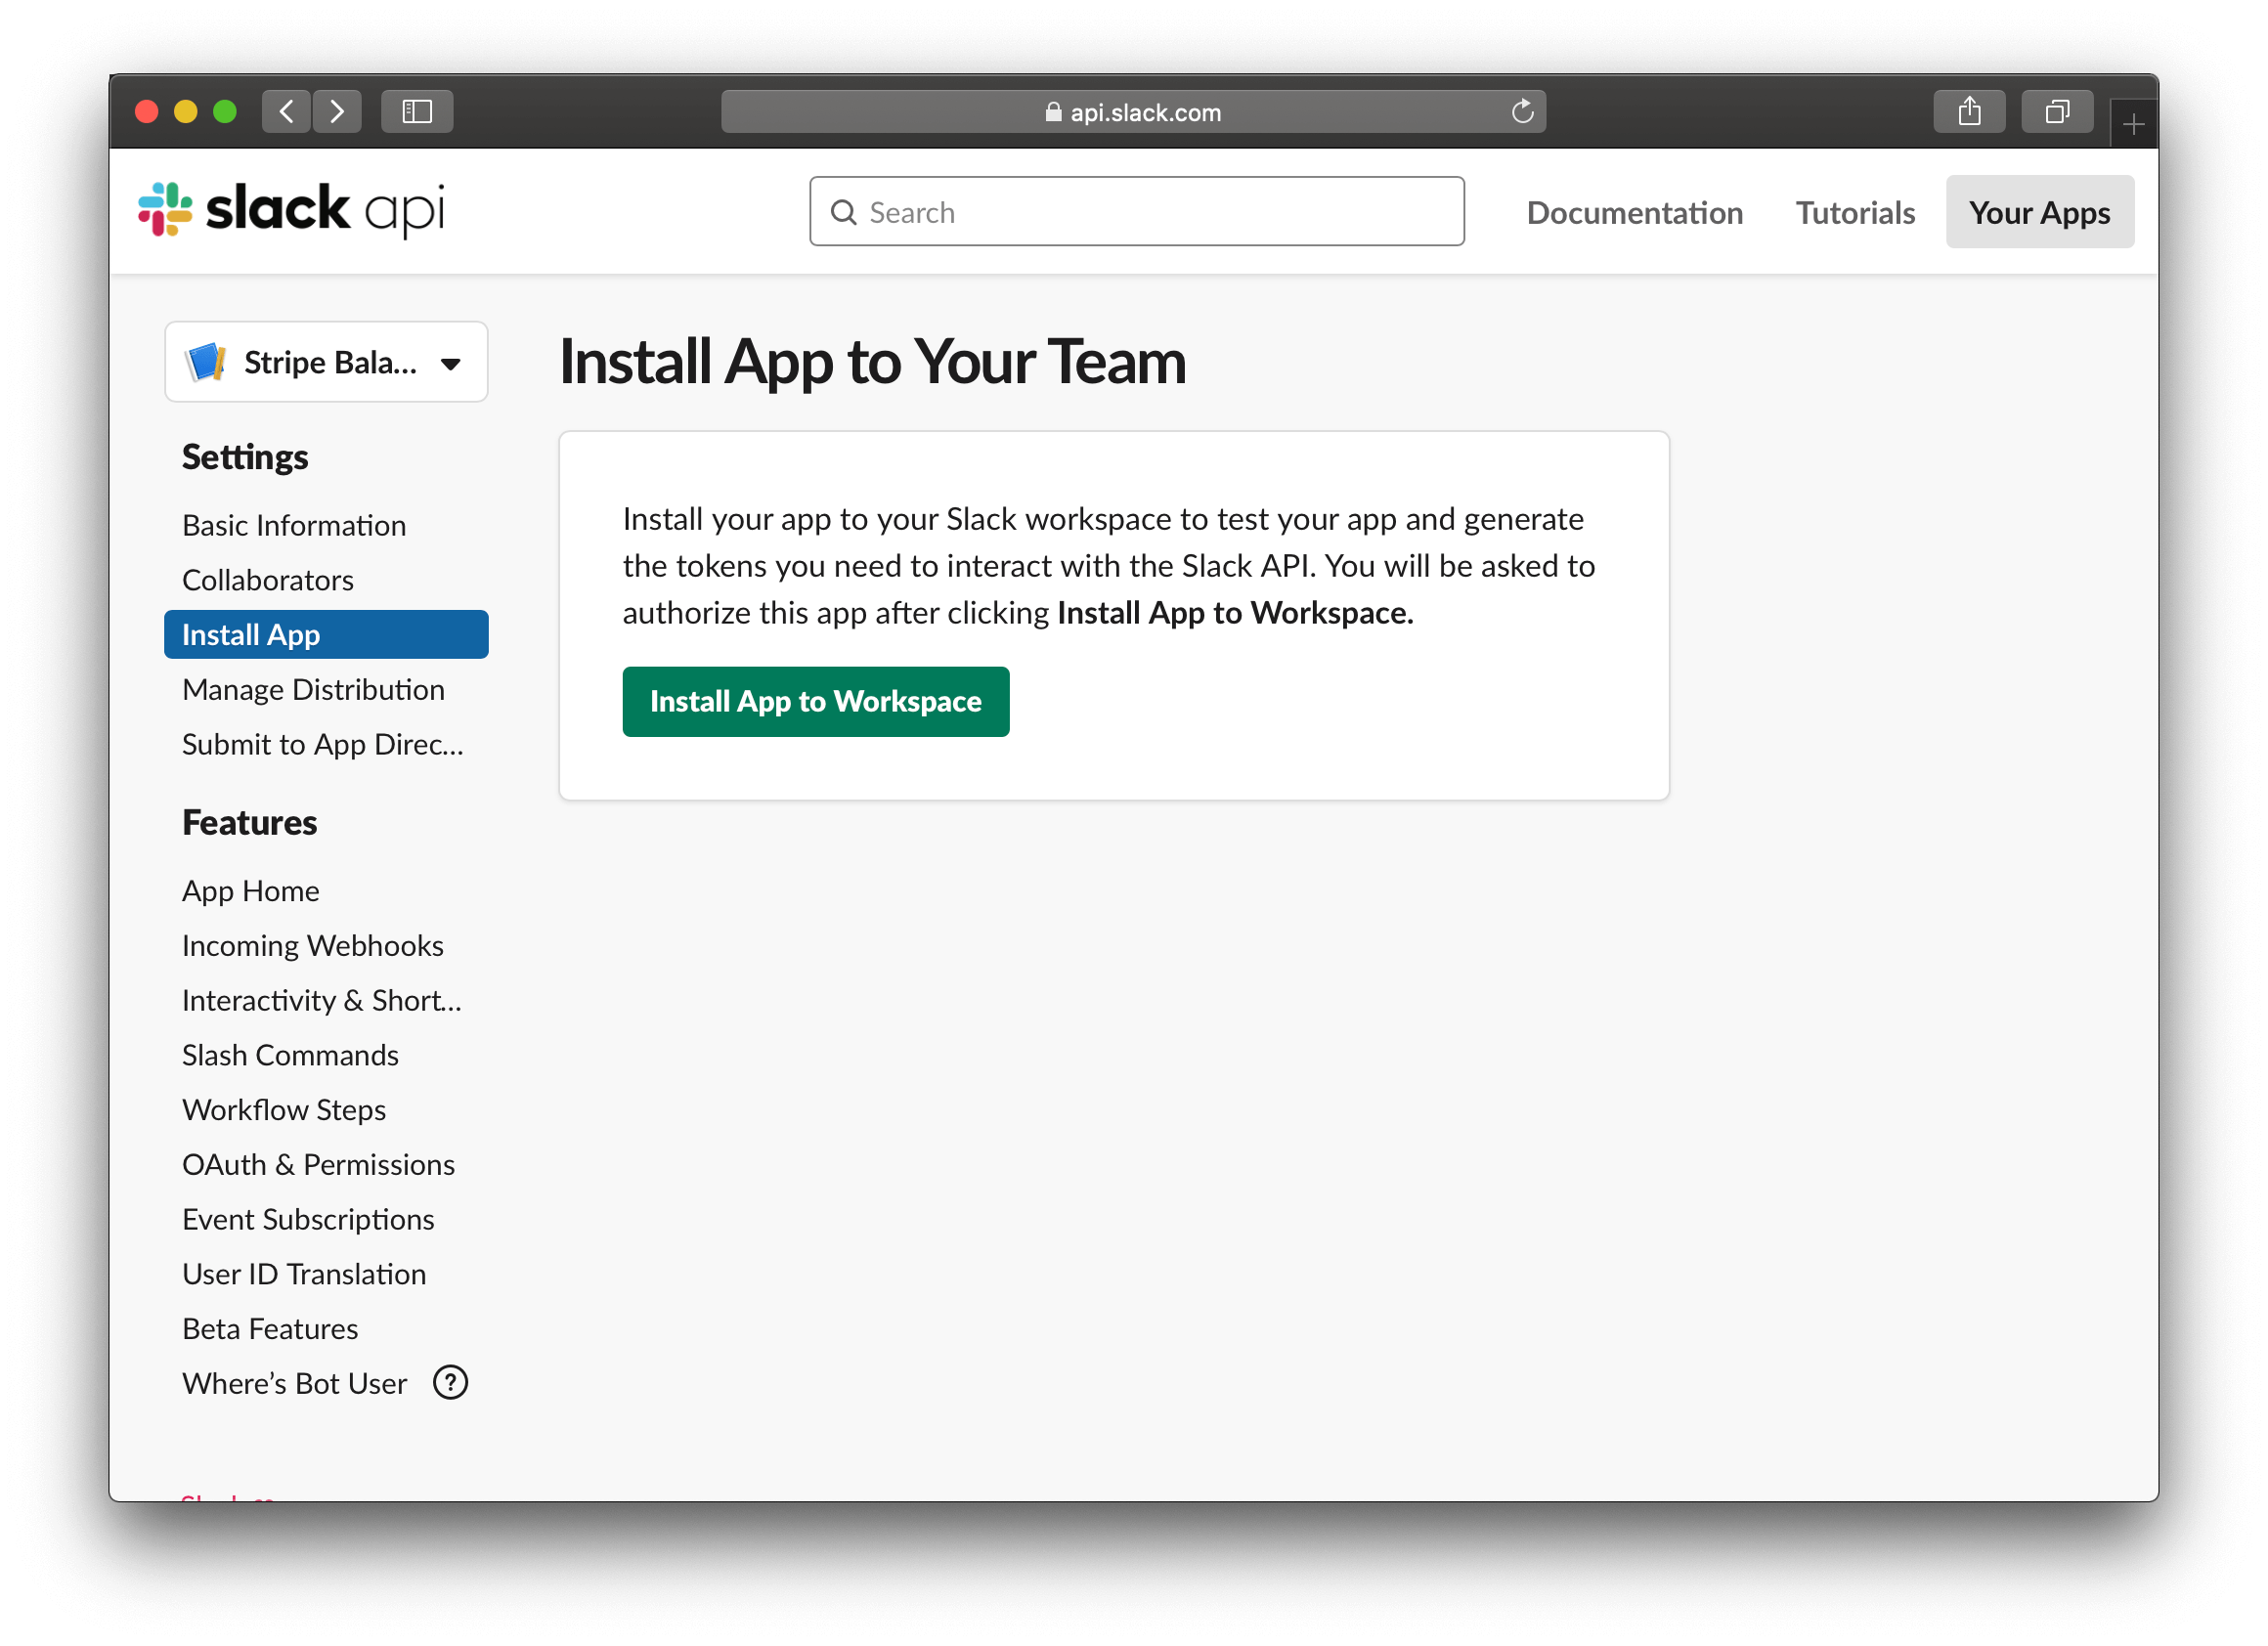 api.slack.com
slack api
Search
Documentation
Tutorials
Your Apps
Stripe Bala...
Install App to Your Team
Settings
Basic Information
Collaborators
Install App
Manage Distribution
Submit to App Direc...
Install your app to your Slack workspace to test your app and generate
the tokens you need to interact with the Slack API. You will be asked to
authorize this app after clicking Install App to Workspace.
Install App to Workspace
Features
App Home
Incoming Webhooks
Interactivity & Short...
Slash Commands
Workflow Steps
OAuth & Permissions
Event Subscriptions
User ID Translation
Beta Features
Where’s Bot User
?